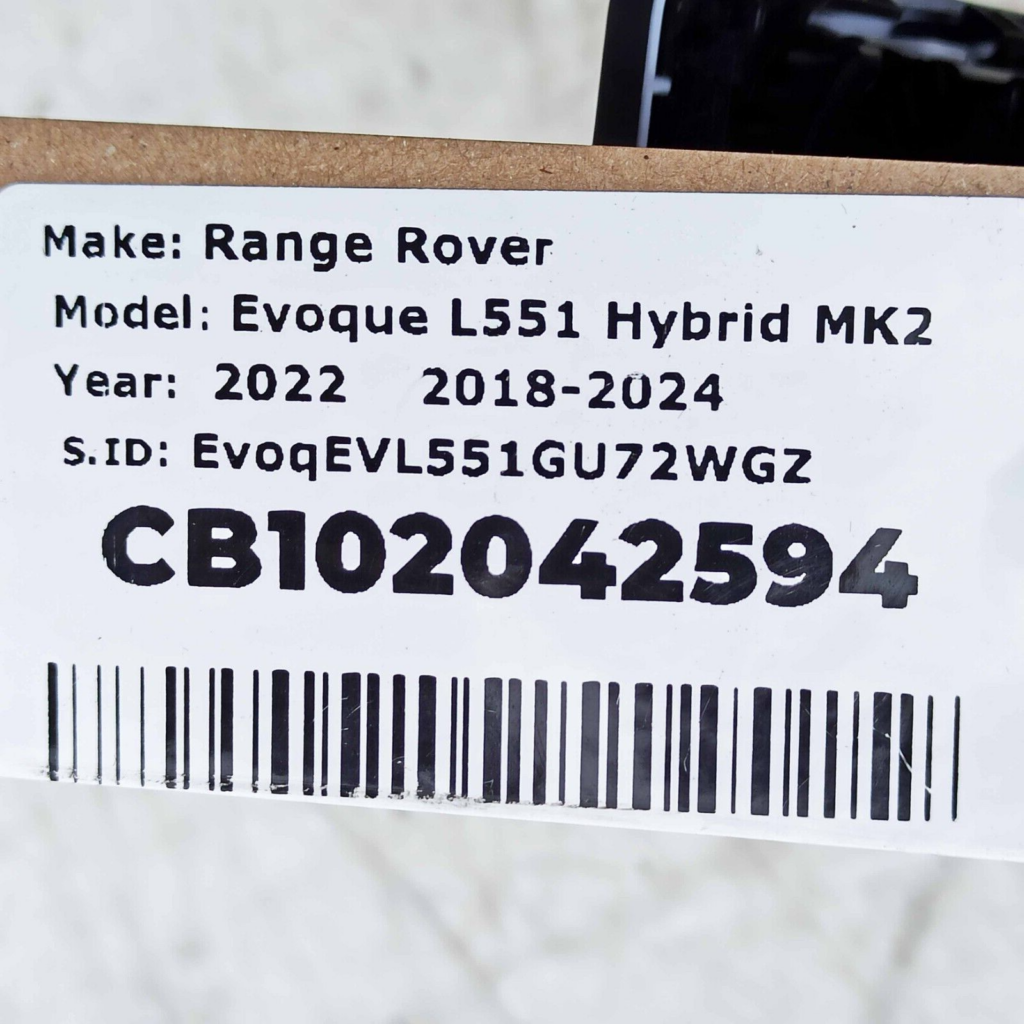 Make: Range Rover
Model: Evoque L551 Hybrid MK2
Year: 2022 2018-2024
S.ID: EvoqEVL551GU72WGZ
CB102042594